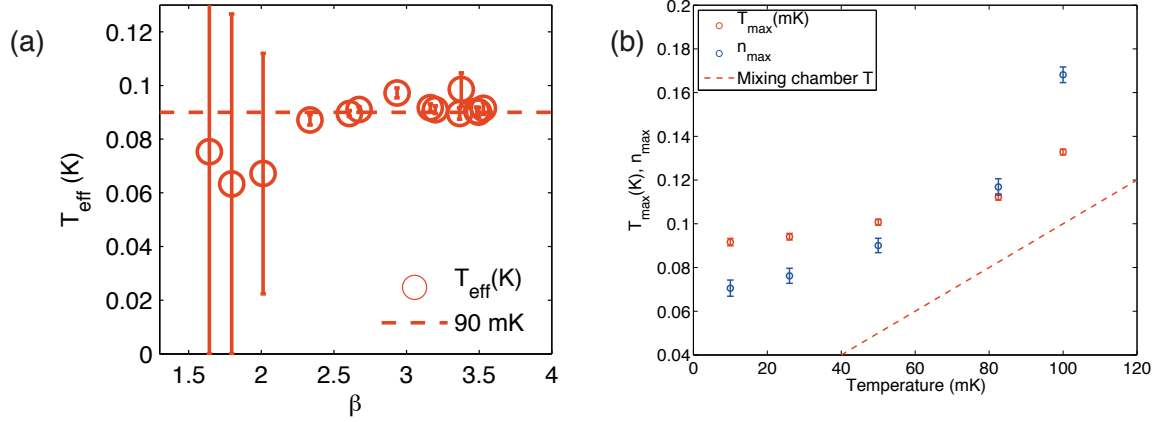 (a)
0.12
0.1
0.08
0.06
0.04
0.02
0
T_eff (K)
T_eff(K)
90 mK
1.5 2 2.5 3 3.5 4
β
(b)
0.2
0.18
0.16
0.14
0.12
0.1
0.08
0.06
0.04
T_max(K), n_max
T_max(mK)
n_max
Mixing chamber T
0 20 40 60 80 100 120
Temperature (mK)